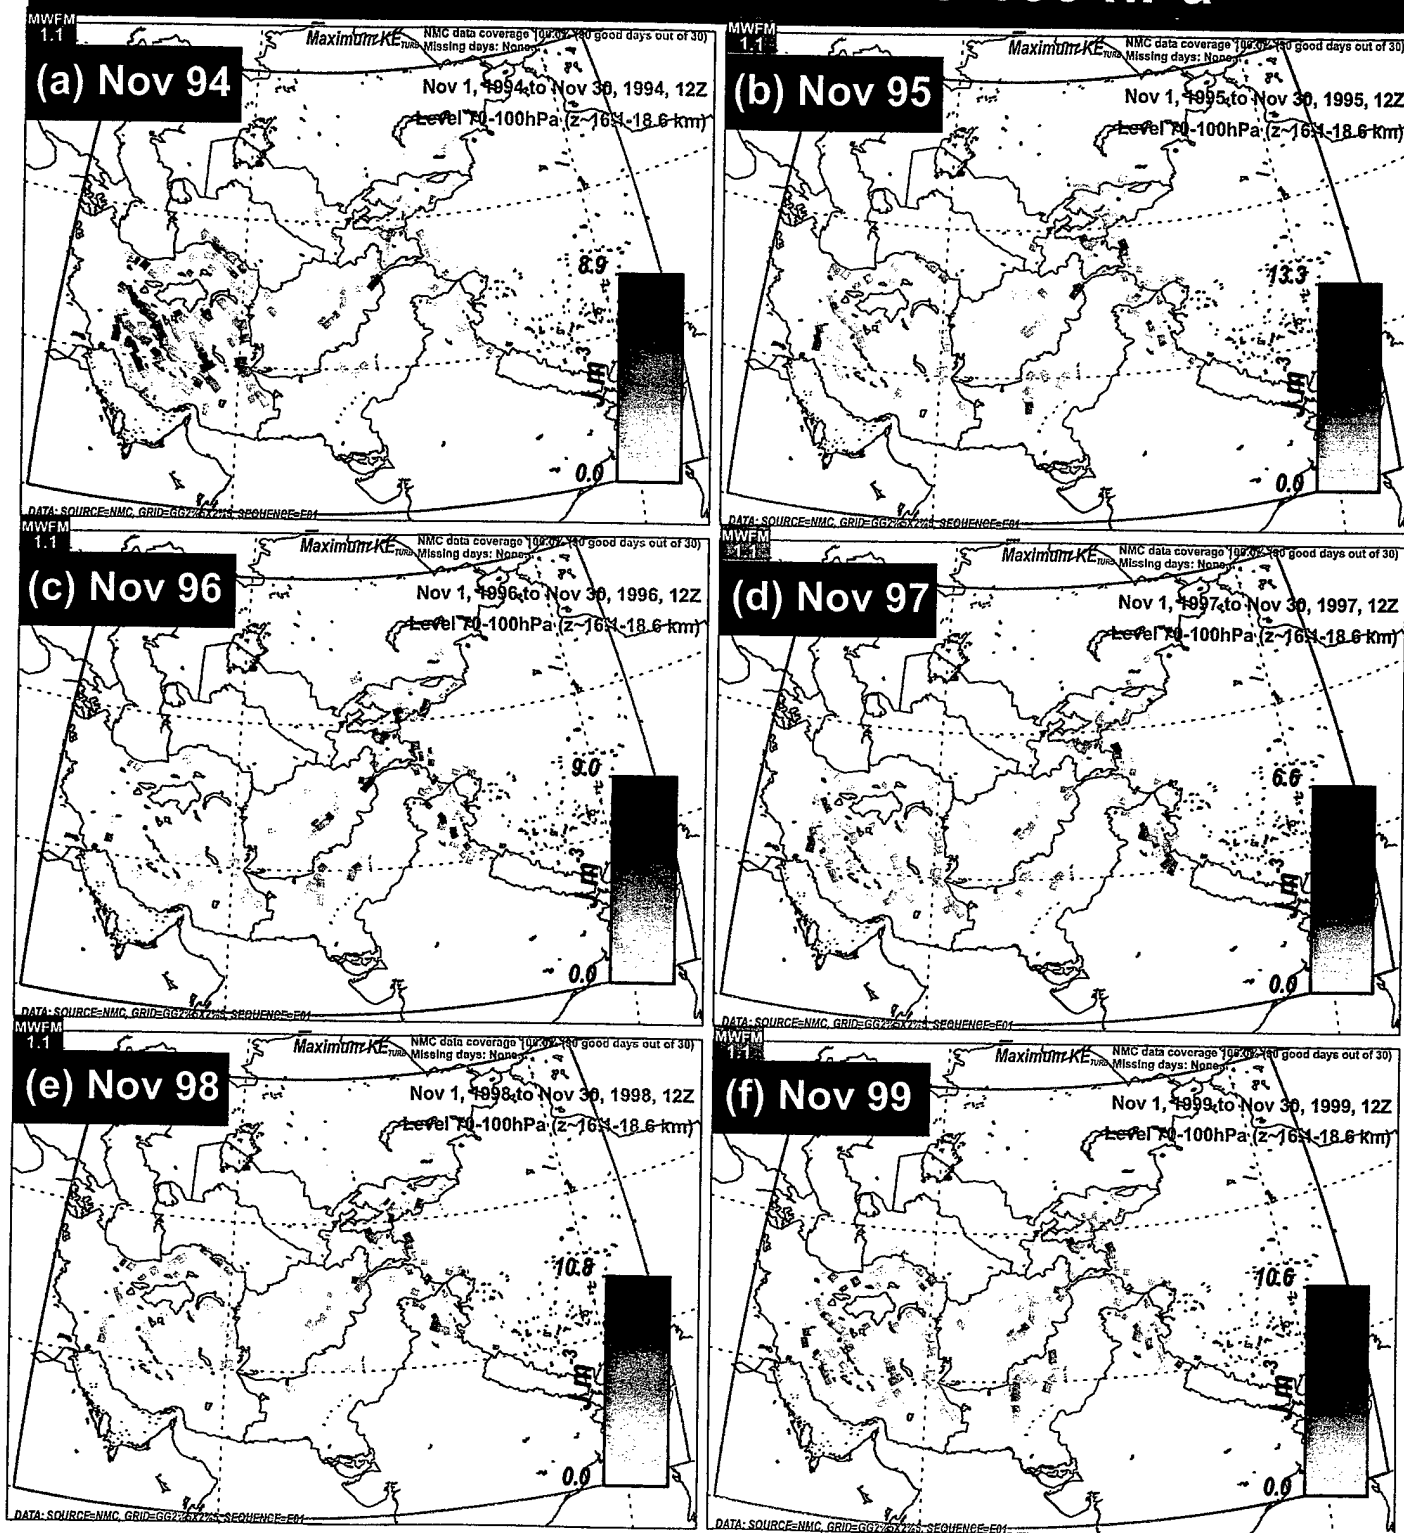 MWFM
1.1
(a) Nov 94
Maximum KE TURB
NMC data coverage 100.0% (30 good days out of 30)
Missing days: None
Nov 1, 1994 to Nov 30, 1994, 12Z
Level 70-100hPa (z~16.1-18.6 km)
8.9
J m-3
0.0
DATA: SOURCE=NMC, GRID=GG2%5X2%5, SEQUENCE=E01
MWFM
1.1
(b) Nov 95
Maximum KE TURB
NMC data coverage 100.0% (30 good days out of 30)
Missing days: None
Nov 1, 1995 to Nov 30, 1995, 12Z
Level 70-100hPa (z~16.1-18.6 km)
13.3
J m-3
0.0
DATA: SOURCE=NMC, GRID=GG2%5X2%5, SEQUENCE=E01
MWFM
1.1
(c) Nov 96
Maximum KE TURB
NMC data coverage 100.0% (30 good days out of 30)
Missing days: None
Nov 1, 1996 to Nov 30, 1996, 12Z
Level 70-100hPa (z~16.1-18.6 km)
9.0
J m-3
0.0
DATA: SOURCE=NMC, GRID=GG2%5X2%5, SEQUENCE=E01
MWFM
1.1
(d) Nov 97
Maximum KE TURB
NMC data coverage 100.0% (30 good days out of 30)
Missing days: None
Nov 1, 1997 to Nov 30, 1997, 12Z
Level 70-100hPa (z~16.1-18.6 km)
6.6
J m-3
0.0
DATA: SOURCE=NMC, GRID=GG2%5X2%5, SEQUENCE=E01
MWFM
1.1
(e) Nov 98
Maximum KE TURB
NMC data coverage 100.0% (30 good days out of 30)
Missing days: None
Nov 1, 1998 to Nov 30, 1998, 12Z
Level 70-100hPa (z~16.1-18.6 km)
10.8
J m-3
0.0
DATA: SOURCE=NMC, GRID=GG2%5X2%5, SEQUENCE=E01
MWFM
1.1
(f) Nov 99
Maximum KE TURB
NMC data coverage 100.0% (30 good days out of 30)
Missing days: None
Nov 1, 1999 to Nov 30, 1999, 12Z
Level 70-100hPa (z~16.1-18.6 km)
10.6
J m-3
0.0
DATA: SOURCE=NMC, GRID=GG2%5X2%5, SEQUENCE=E01